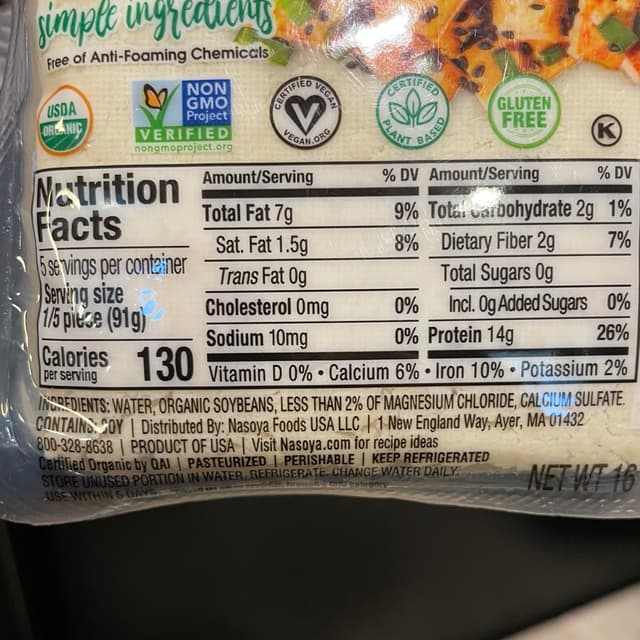 simple ingredients
Free of Anti-Foaming Chemicals
USDA
ORGANIC
NON
GMO
Project
VERIFIED
nongmoproject.org
CERTIFIED VEGAN
VEGAN.ORG
CERTIFIED
PLANT BASED
GLUTEN
FREE
K
Nutrition
Facts
5 servings per container
Serving size
1/5 piece (91g)
Calories 130
per serving
Amount/Serving % DV
Total Fat 7g 9%
Sat. Fat 1.5g 8%
Trans Fat 0g
Cholesterol 0mg 0%
Sodium 10mg 0%
Amount/Serving % DV
Total Carbohydrate 2g 1%
Dietary Fiber 2g 7%
Total Sugars 0g
Incl. 0g Added Sugars 0%
Protein 14g 26%
Vitamin D 0% • Calcium 6% • Iron 10% • Potassium 2%
INGREDIENTS: WATER, ORGANIC SOYBEANS, LESS THAN 2% OF MAGNESIUM CHLORIDE, CALCIUM SULFATE.
CONTAINS: SOY | Distributed By: Nasoya Foods USA LLC | 1 New England Way, Ayer, MA 01432
800-328-8638 | PRODUCT OF USA | Visit Nasoya.com for recipe ideas
Certified Organic by QAI | PASTEURIZED | PERISHABLE | KEEP REFRIGERATED
STORE UNUSED PORTION IN WATER, REFRIGERATE. CHANGE WATER DAILY.
USE WITHIN 5 DAYS.
NET WT 16